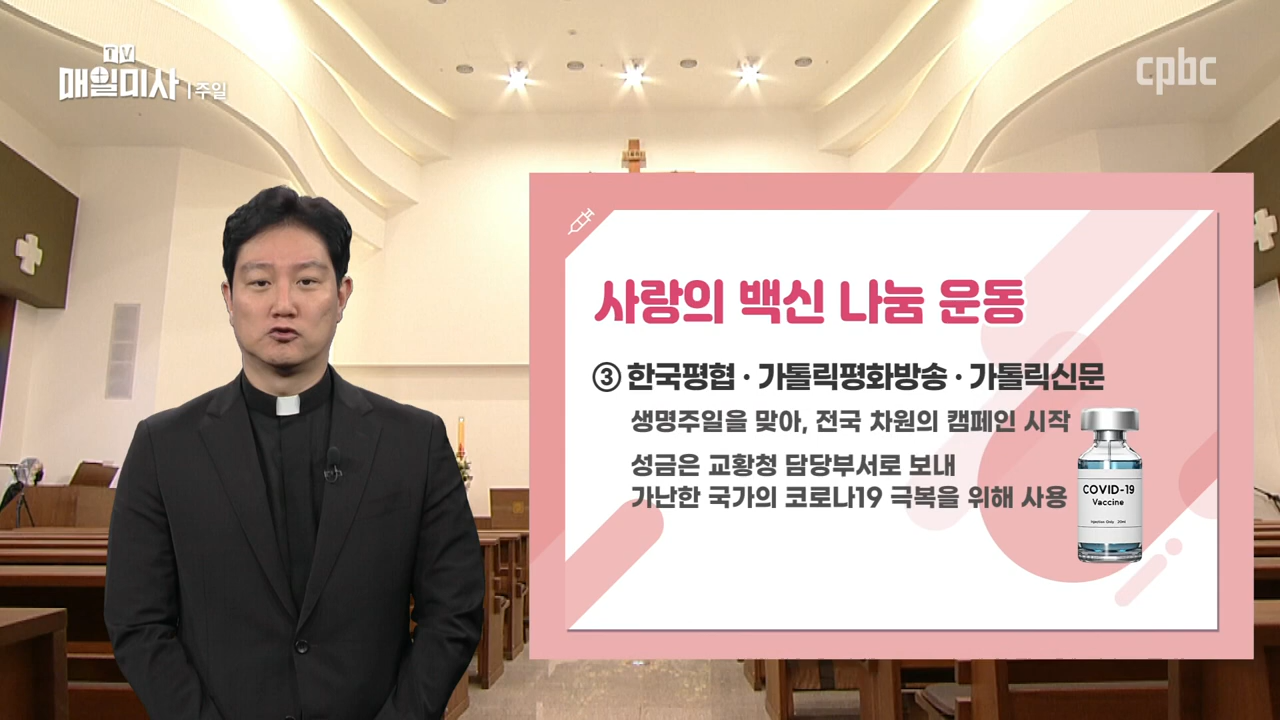 TV
매일미사 | 주일
cpbc
사랑의 백신 나눔 운동
③ 한국평협 · 가톨릭평화방송 · 가톨릭신문
생명주일을 맞아, 전국 차원의 캠페인 시작
성금은 교황청 담당부서로 보내
가난한 국가의 코로나19 극복을 위해 사용
COVID-19
Vaccine
Injection Only 20ml